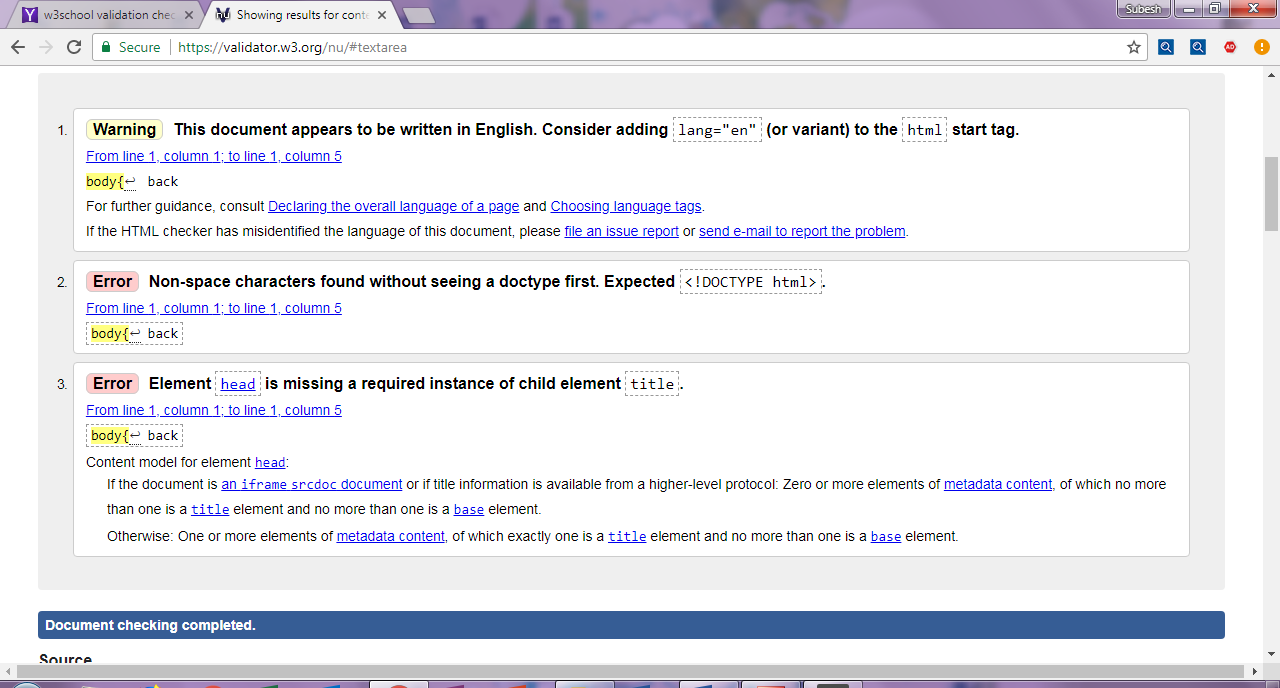 w3school validation chec
Showing results for conte
Subesh
Secure https://validator.w3.org/nu/#textarea
1. Warning This document appears to be written in English. Consider adding lang="en" (or variant) to the html start tag.
From line 1, column 1; to line 1, column 5
body{↩ back
For further guidance, consult Declaring the overall language of a page and Choosing language tags.
If the HTML checker has misidentified the language of this document, please file an issue report or send e-mail to report the problem.
2. Error Non-space characters found without seeing a doctype first. Expected <!DOCTYPE html>.
From line 1, column 1; to line 1, column 5
body{↩ back
3. Error Element head is missing a required instance of child element title.
From line 1, column 1; to line 1, column 5
body{↩ back
Content model for element head:
If the document is an iframe srcdoc document or if title information is available from a higher-level protocol: Zero or more elements of metadata content, of which no more
than one is a title element and no more than one is a base element.
Otherwise: One or more elements of metadata content, of which exactly one is a title element and no more than one is a base element.
Document checking completed.
Source